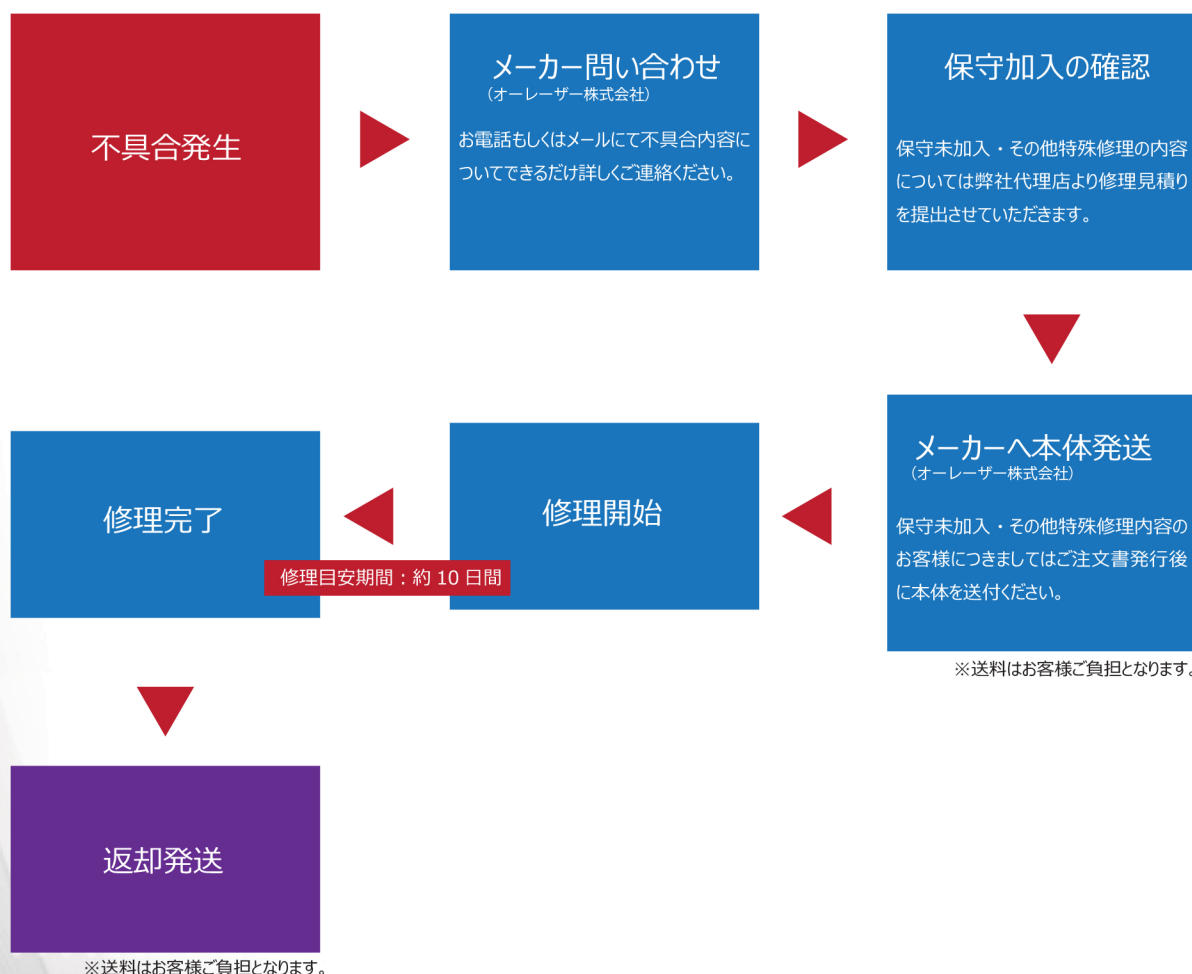 不具合発生
メーカー問い合わせ
(オーレーザー株式会社)
お電話もしくはメールにて不具合内容に
ついてできるだけ詳しくご連絡ください。
保守加入の確認
保守未加入・その他特殊修理の内容
については弊社代理店より修理見積り
を提出させていただきます。
メーカーへ本体発送
(オーレーザー株式会社)
保守未加入・その他特殊修理内容の
お客様につきましてはご注文書発行後
に本体を送付ください。
※送料はお客様ご負担となります。
修理開始
修理目安期間：約 10 日間
修理完了
返却発送
※送料はお客様ご負担となります。